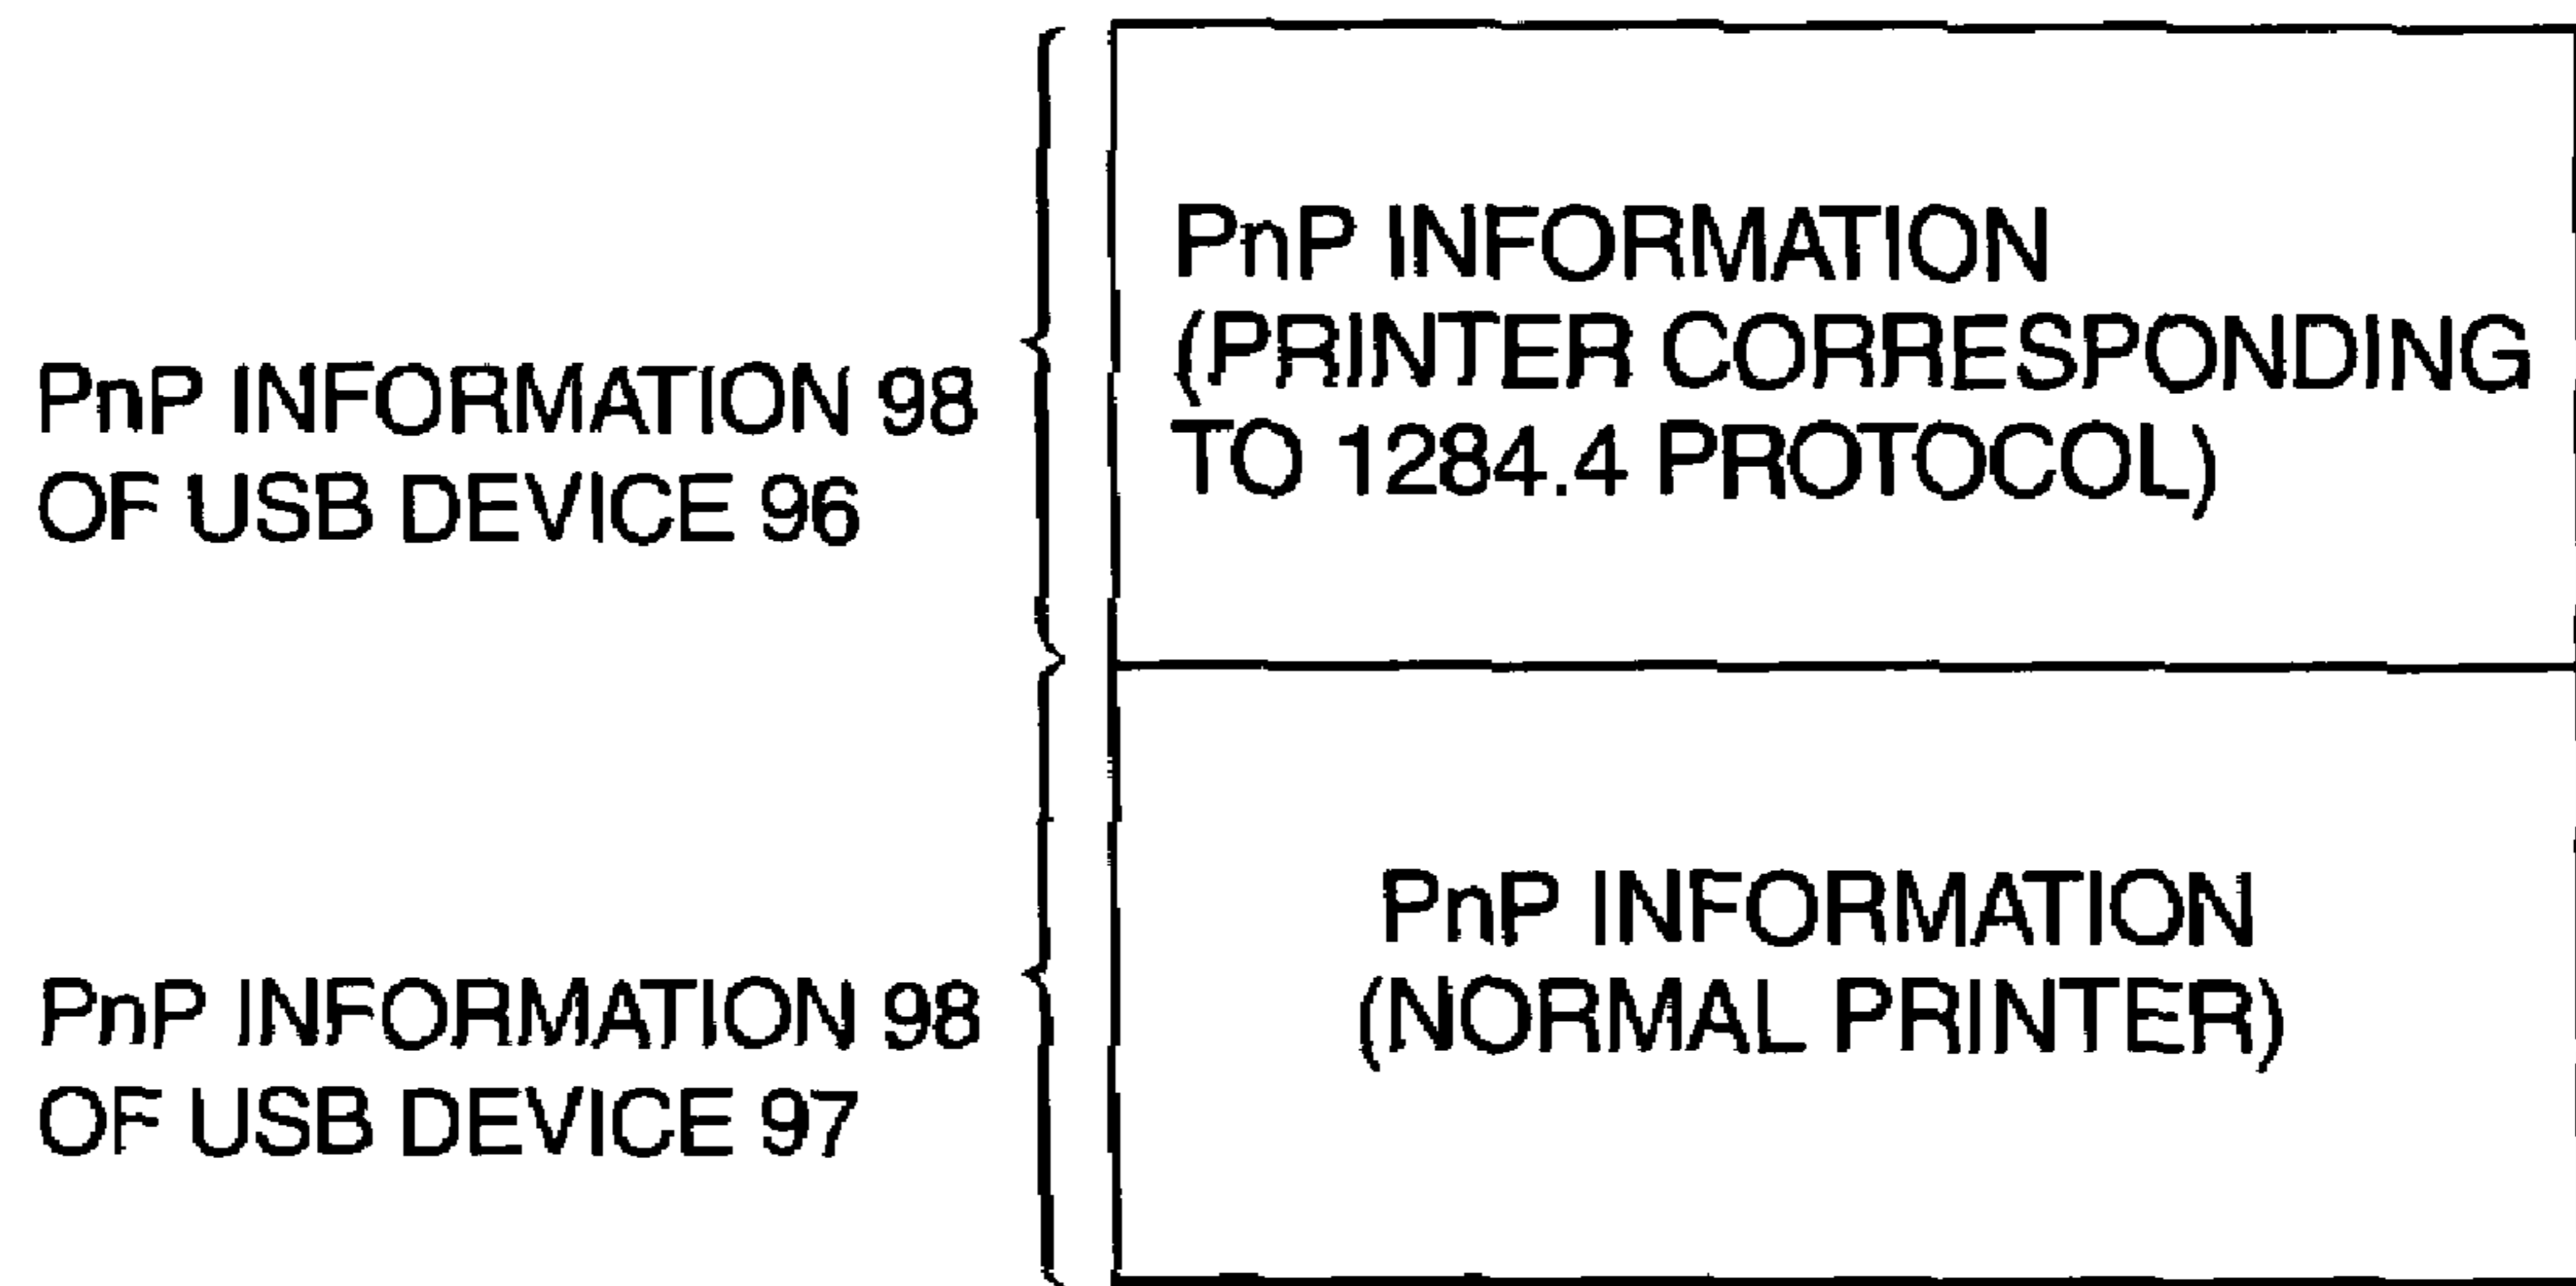 PnP INFORMATION 98
OF USB DEVICE 96
PnP INFORMATION
(PRINTER CORRESPONDING
TO 1284.4 PROTOCOL)
PnP INFORMATION 98
OF USB DEVICE 97
PnP INFORMATION
(NORMAL PRINTER)